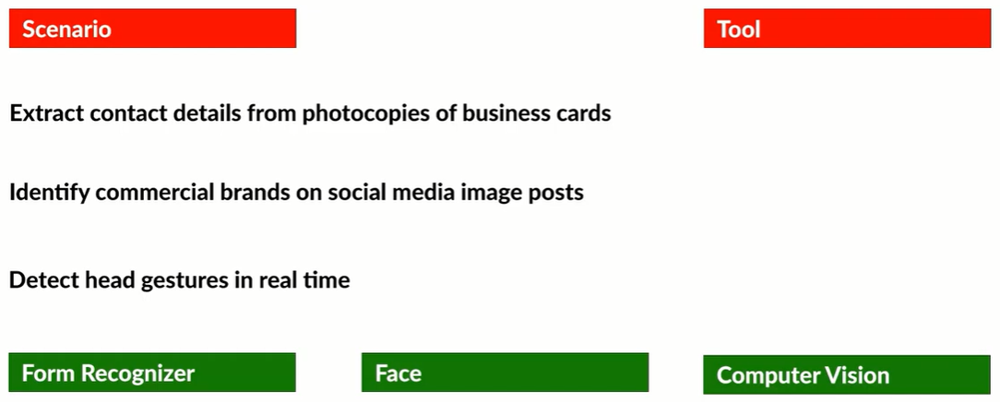 Scenario
Tool
Extract contact details from photocopies of business cards
Identify commercial brands on social media image posts
Detect head gestures in real time
Form Recognizer
Face
Computer Vision